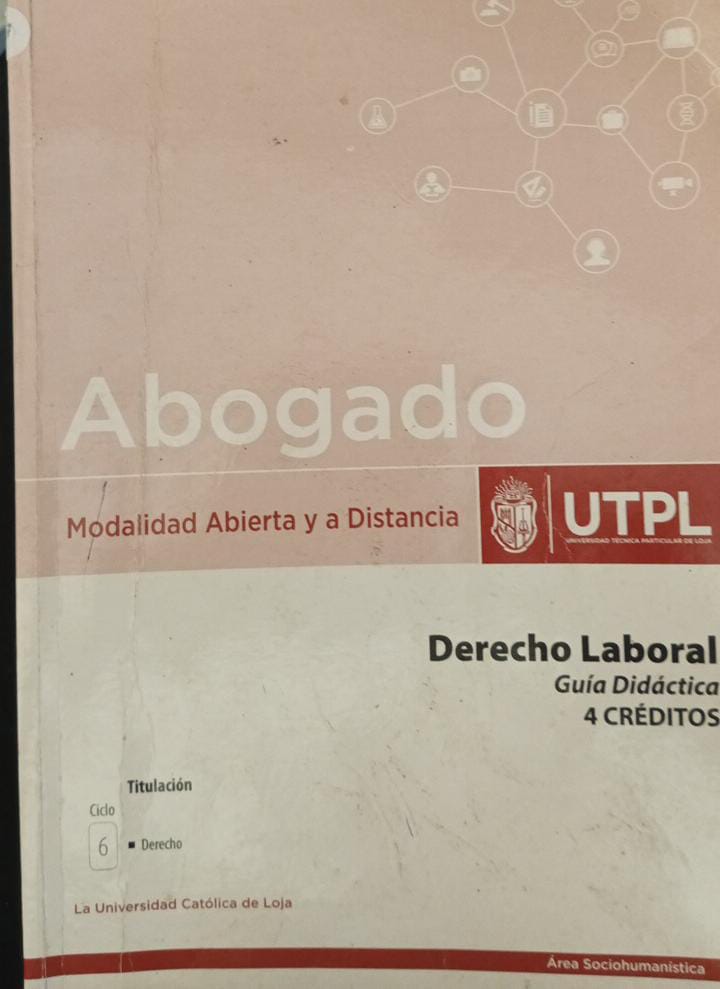 Abogado
Modalidad Abierta y a Distancia
UTPL
UNIVERSIDAD TÉCNICA PARTICULAR DE LOJA
Derecho Laboral
Guía Didáctica
4 CRÉDITOS
Titulación
Ciclo
6 ▪ Derecho
La Universidad Católica de Loja
Área Sociohumanística